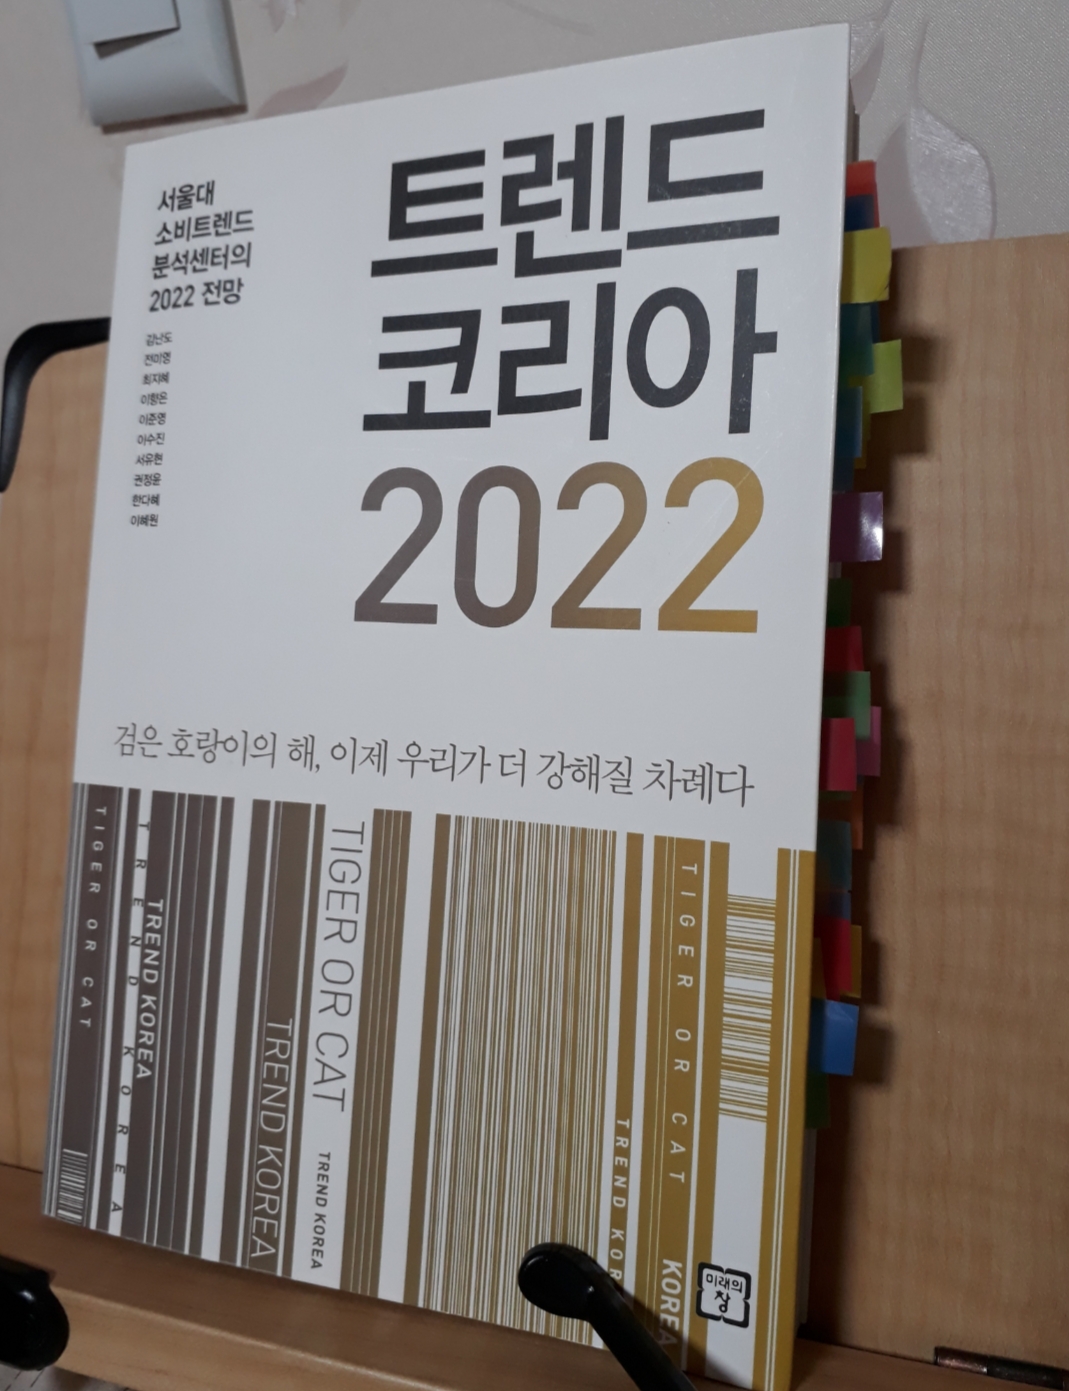 서울대
소비트렌드
분석센터의
2022 전망
김난도
전미영
최지혜
이향은
이준영
이수진
서유현
권정윤
한다혜
이혜원
트렌드
코리아
2022
검은 호랑이의 해, 이제 우리가 더 강해질 차례다
TIGER OR CAT
TREND KOREA
TREND KOREA
TREND KOREA
TIGER OR CAT
TREND KOREA
TREND KOR
TIGER OR CAT
KOREA
미래의
창